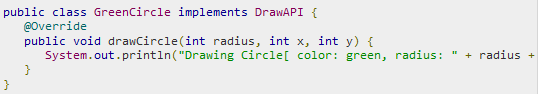 public class GreenCircle implements DrawAPI {
@Override
public void drawCircle(int radius, int x, int y) {
System.out.println("Drawing Circle[ color: green, radius: " + radius +
}
}